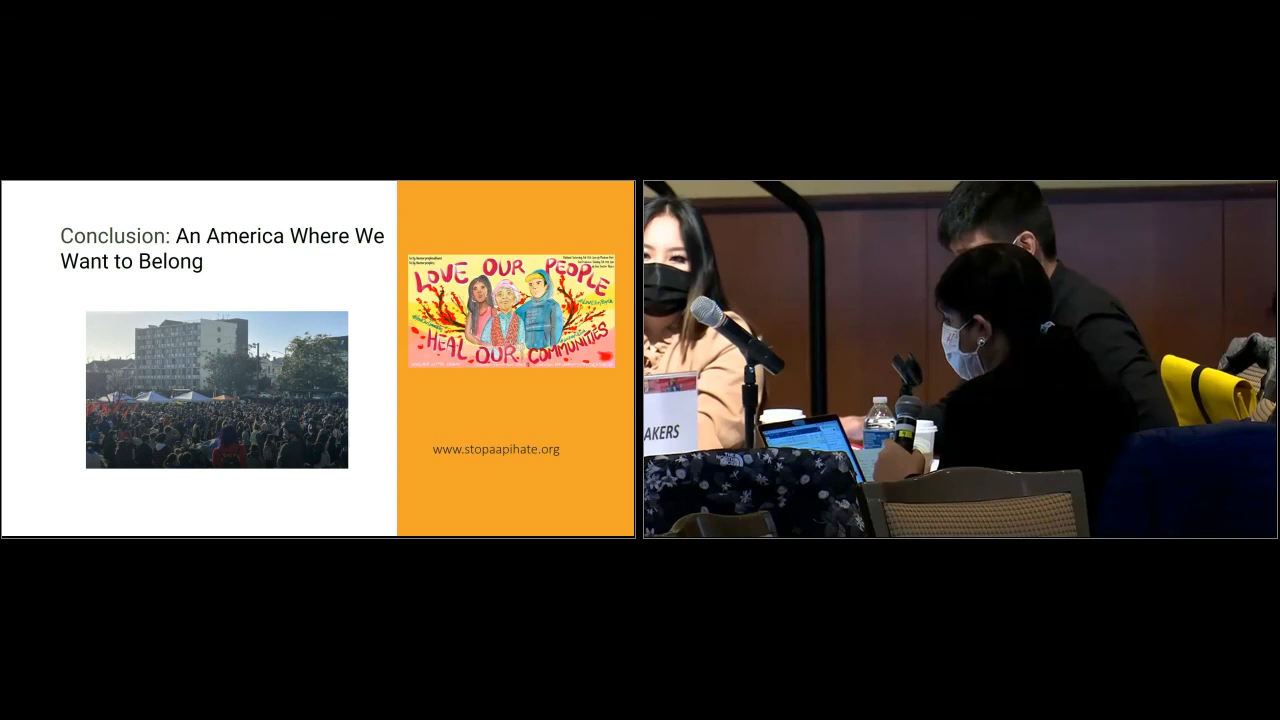 Conclusion: An America Where We
Want to Belong
LOVE OUR PEOPLE
HEAL OUR COMMUNITIES
www.stopaapihate.org
AKERS